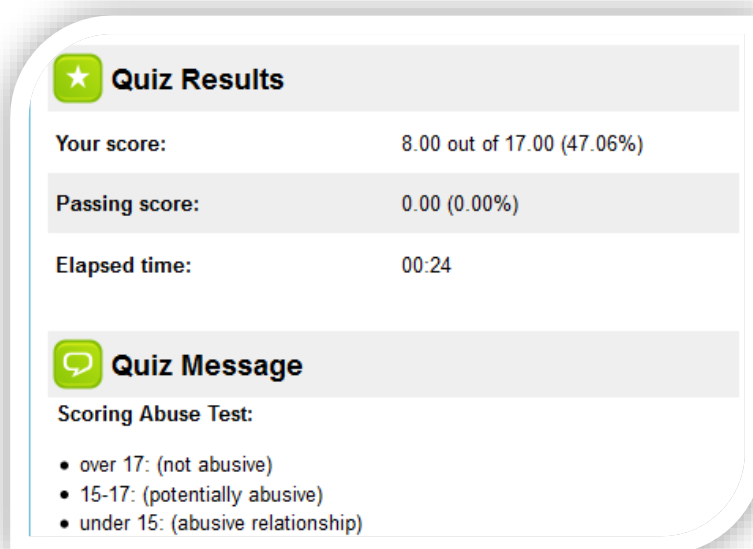 Quiz Results
Your score: 8.00 out of 17.00 (47.06%)
Passing score: 0.00 (0.00%)
Elapsed time: 00:24
Quiz Message
Scoring Abuse Test:
• over 17: (not abusive)
• 15-17: (potentially abusive)
• under 15: (abusive relationship)